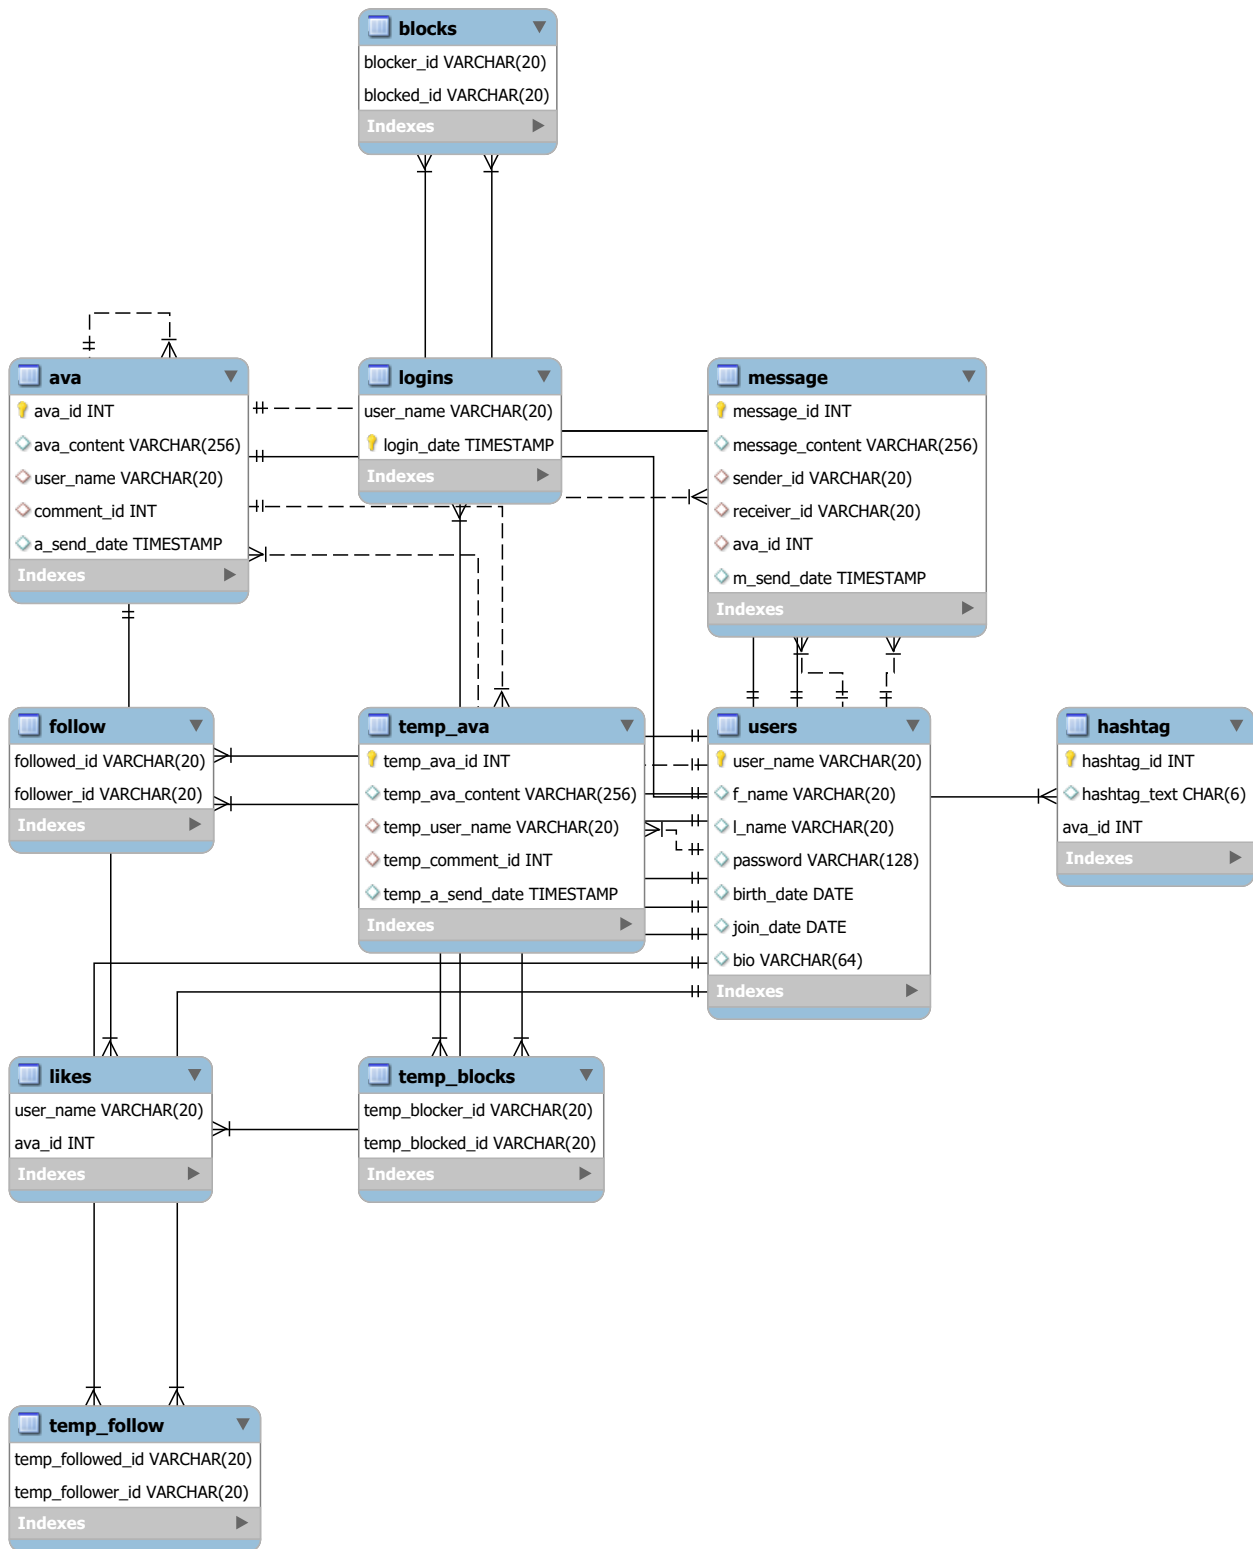 blocks
blocker_id VARCHAR(20)
blocked_id VARCHAR(20)
Indexes
ava
ava_id INT
ava_content VARCHAR(256)
user_name VARCHAR(20)
comment_id INT
a_send_date TIMESTAMP
Indexes
logins
user_name VARCHAR(20)
login_date TIMESTAMP
Indexes
message
message_id INT
message_content VARCHAR(256)
sender_id VARCHAR(20)
receiver_id VARCHAR(20)
ava_id INT
m_send_date TIMESTAMP
Indexes
follow
followed_id VARCHAR(20)
follower_id VARCHAR(20)
Indexes
temp_ava
temp_ava_id INT
temp_ava_content VARCHAR(256)
temp_user_name VARCHAR(20)
temp_comment_id INT
temp_a_send_date TIMESTAMP
Indexes
users
user_name VARCHAR(20)
f_name VARCHAR(20)
l_name VARCHAR(20)
password VARCHAR(128)
birth_date DATE
join_date DATE
bio VARCHAR(64)
Indexes
hashtag
hashtag_id INT
hashtag_text CHAR(6)
ava_id INT
Indexes
likes
user_name VARCHAR(20)
ava_id INT
Indexes
temp_blocks
temp_blocker_id VARCHAR(20)
temp_blocked_id VARCHAR(20)
Indexes
temp_follow
temp_followed_id VARCHAR(20)
temp_follower_id VARCHAR(20)
Indexes